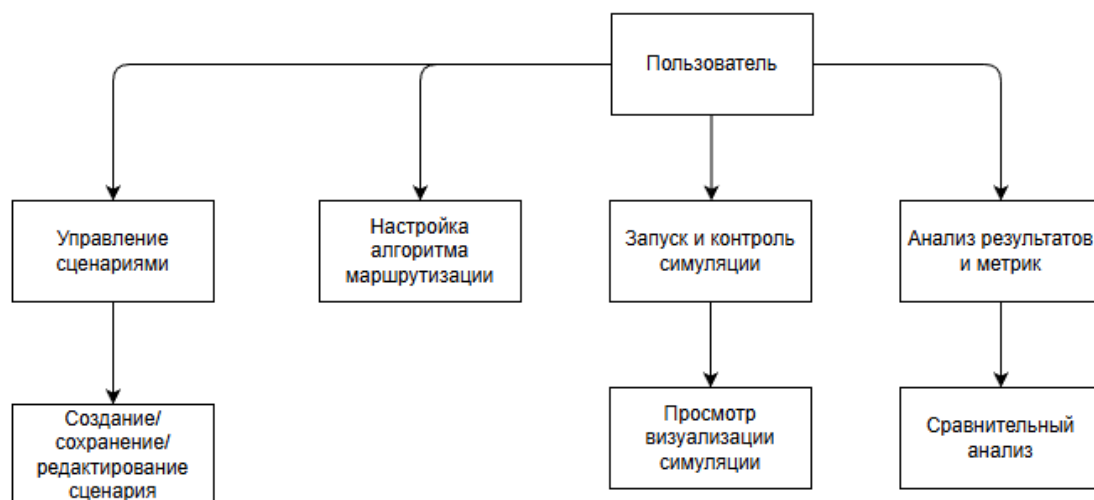 Пользователь
Управление
сценариями
Настройка
алгоритма
маршрутизации
Запуск и контроль
симуляции
Анализ результатов
и метрик
Создание/
сохранение/
редактирование
сценария
Просмотр
визуализации
симуляции
Сравнительный
анализ